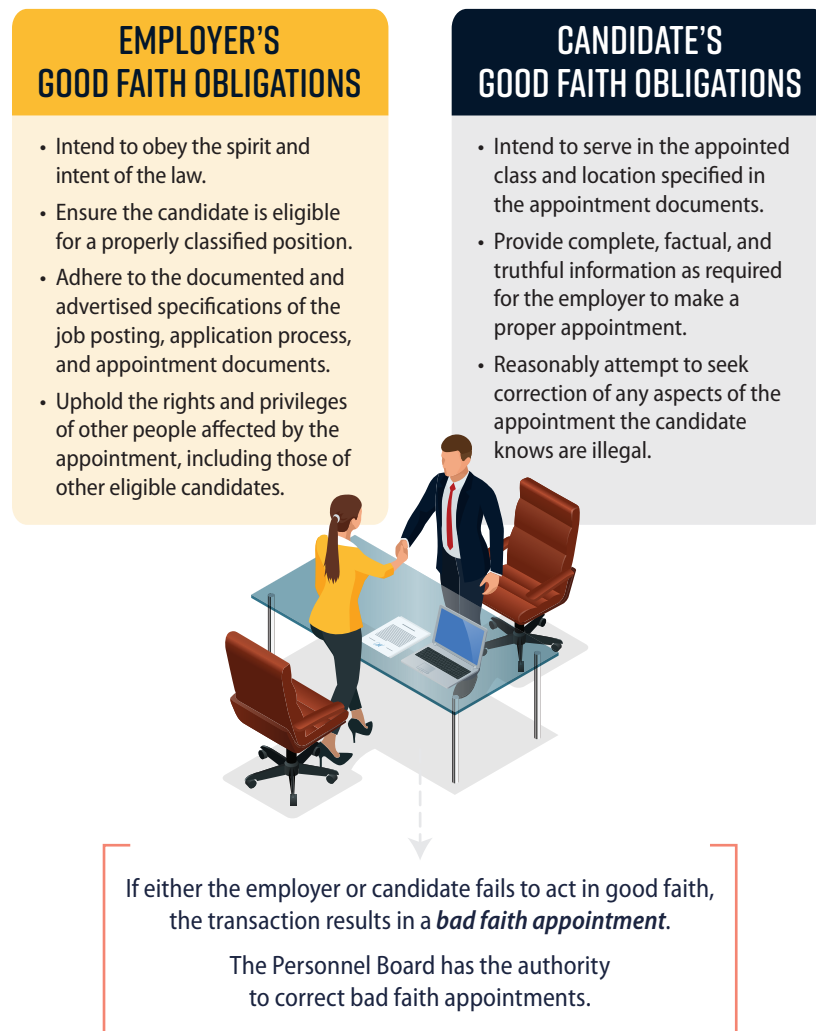 EMPLOYER'S
GOOD FAITH OBLIGATIONS
• Intend to obey the spirit and
intent of the law.
• Ensure the candidate is eligible
for a properly classified position.
• Adhere to the documented and
advertised specifications of the
job posting, application process,
and appointment documents.
• Uphold the rights and privileges
of other people affected by the
appointment, including those of
other eligible candidates.
CANDIDATE'S
GOOD FAITH OBLIGATIONS
• Intend to serve in the appointed
class and location specified in
the appointment documents.
• Provide complete, factual, and
truthful information as required
for the employer to make a
proper appointment.
• Reasonably attempt to seek
correction of any aspects of the
appointment the candidate
knows are illegal.
If either the employer or candidate fails to act in good faith,
the transaction results in a bad faith appointment.
The Personnel Board has the authority
to correct bad faith appointments.